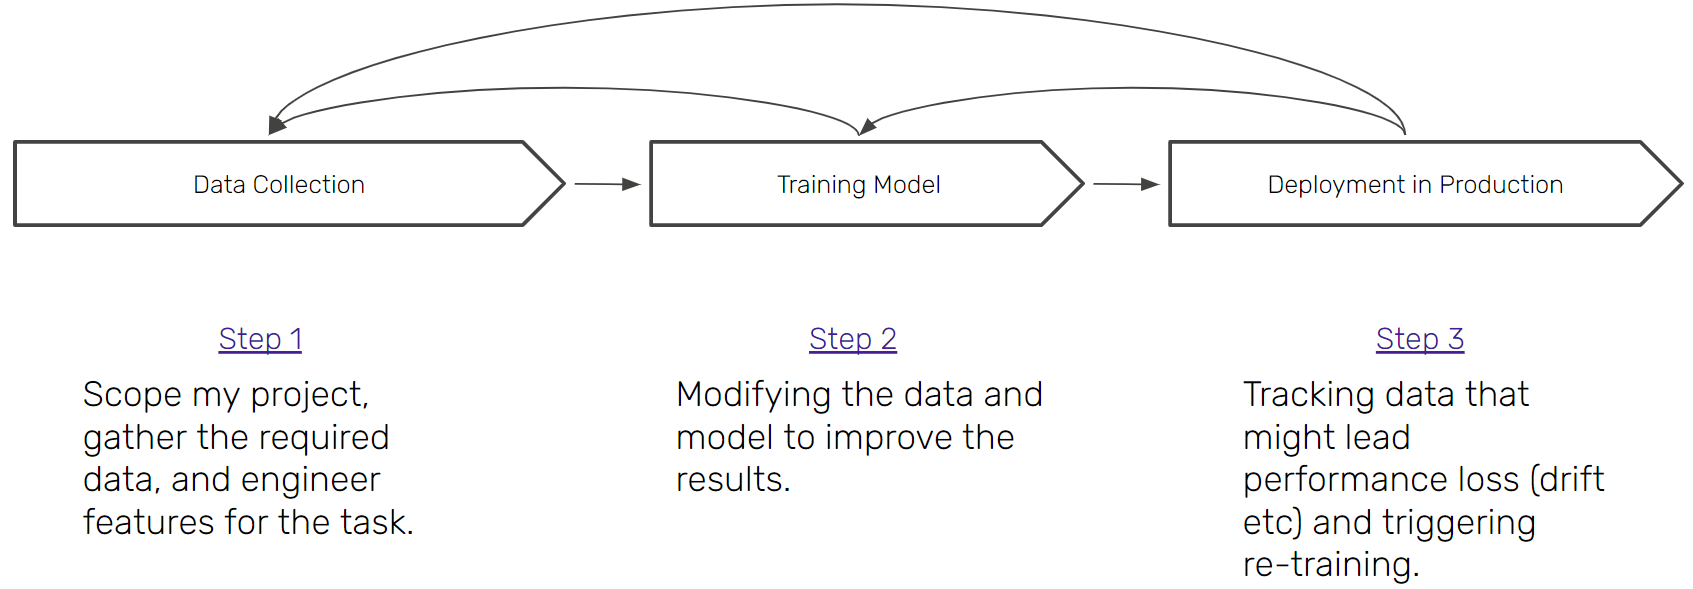 Data Collection
Training Model
Deployment in Production
Step 1
Scope my project,
gather the required
data, and engineer
features for the task.
Step 2
Modifying the data and
model to improve the
results.
Step 3
Tracking data that
might lead
performance loss (drift
etc) and triggering
re-training.